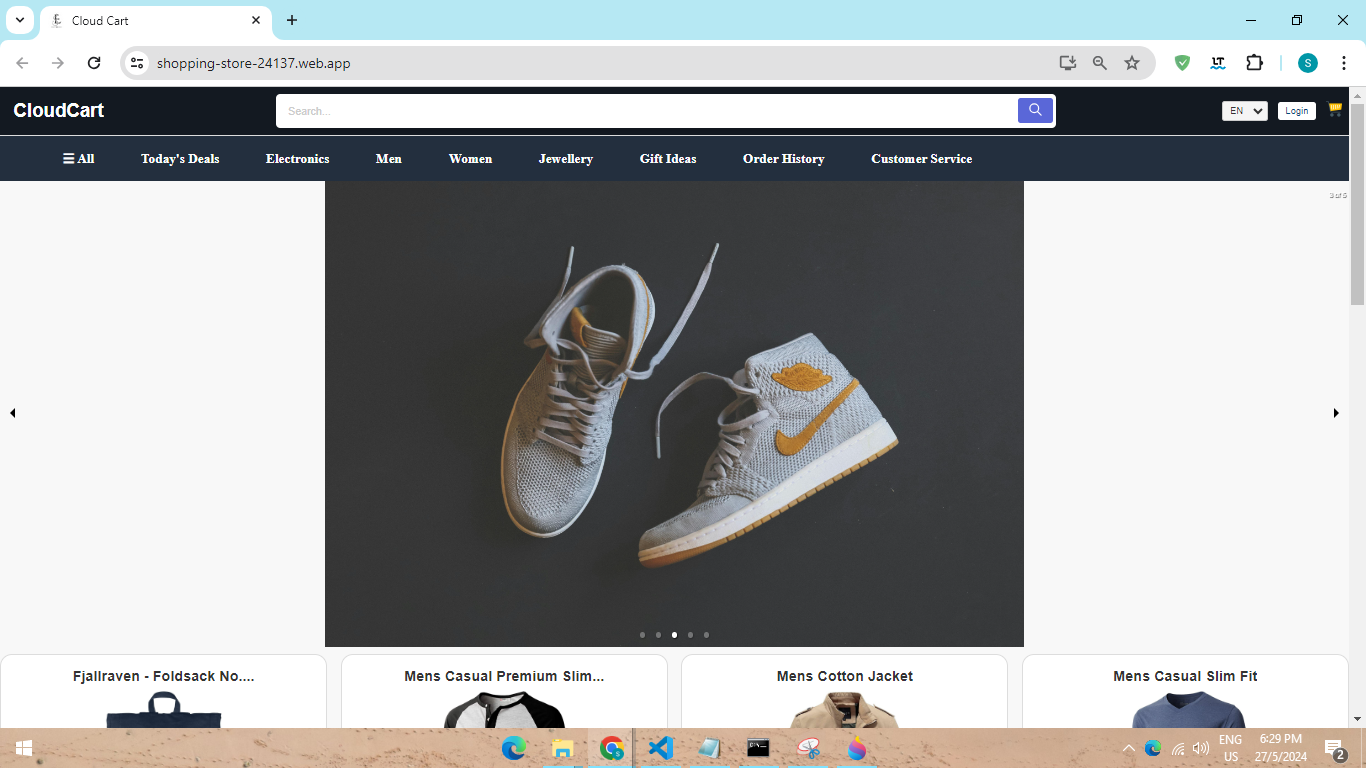 Cloud Cart
shopping-store-24137.web.app
LT
S
CloudCart
Search...
EN
Login
All
Today's Deals
Electronics
Men
Women
Jewellery
Gift Ideas
Order History
Customer Service
3 of 5
Fjallraven - Foldsack No....
Mens Casual Premium Slim...
Mens Cotton Jacket
Mens Casual Slim Fit
ENG
6:29 PM
US
27/5/2024
2